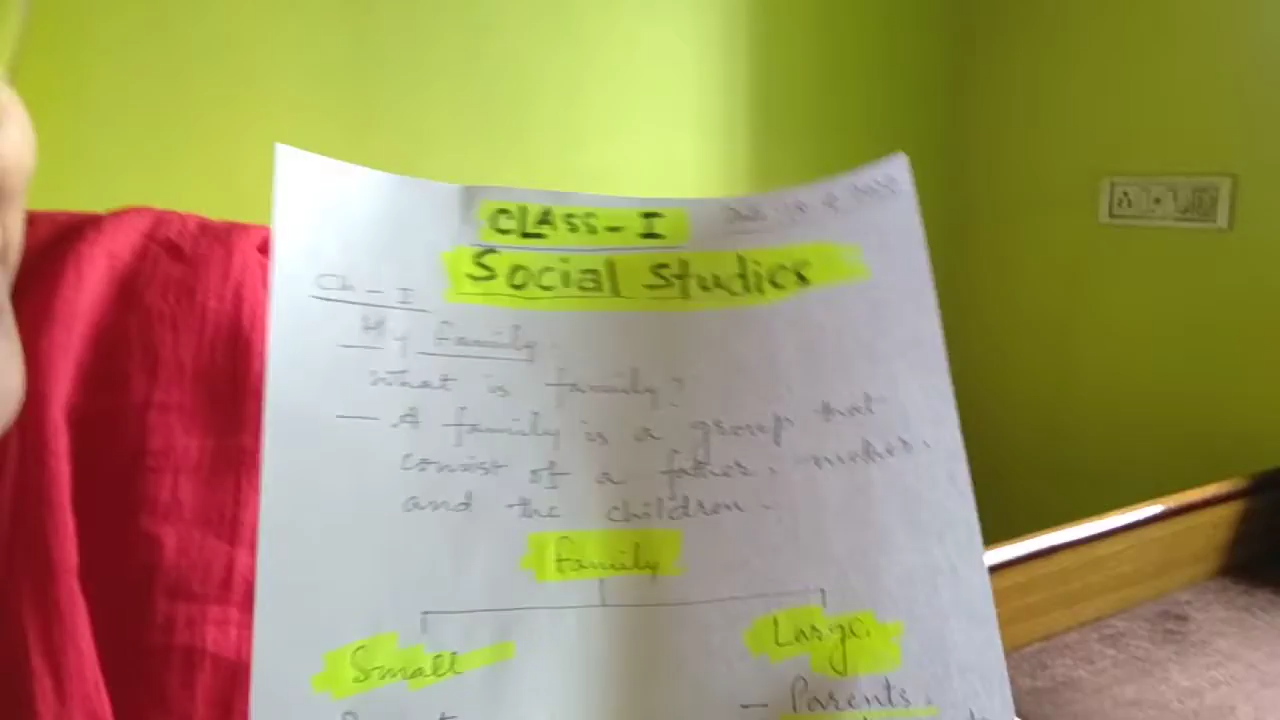 CLASS-I
Social Studies
Ch-I
My family.
What is family?
— A family is a group that
consist of a father, mother,
and the children.
family
Small
Large.
— Parents.